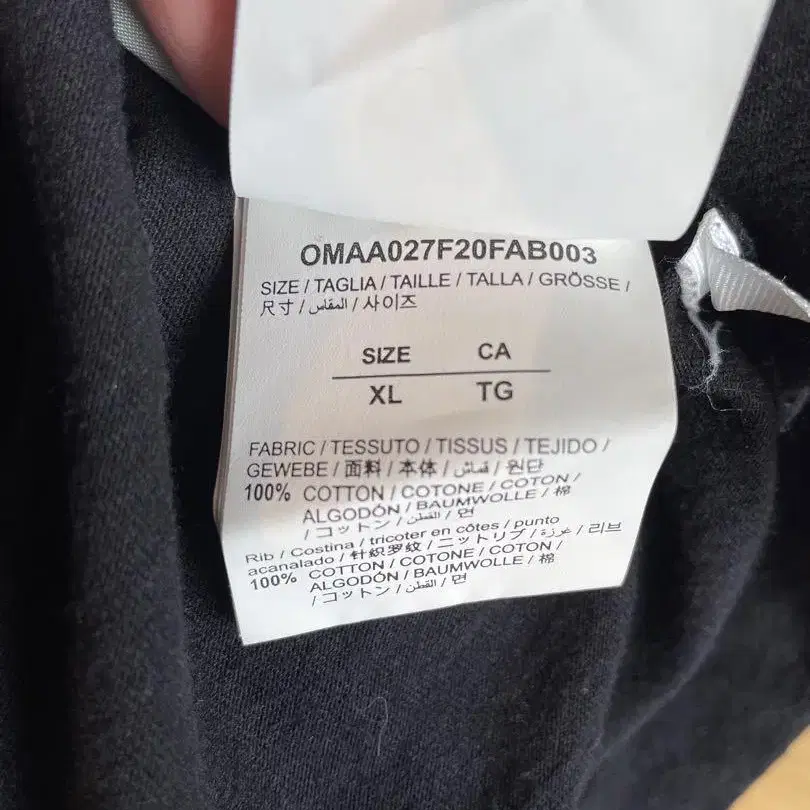 OMAA027F20FAB003
SIZE / TAGLIA / TAILLE / TALLA / GRÖSSE /
尺寸 / المقاس / 사이즈
SIZE CA
XL TG
FABRIC / TESSUTO / TISSUS / TEJIDO /
GEWEBE / 面料 / 本体 / قماش / 원단
100% COTTON / COTONE / COTON /
ALGODÓN / BAUMWOLLE / 棉
/ コットン / القطن / 면
Rib / Costina / tricoter en côtes / punto
acanalado / 针织罗纹 / ニットリブ / غرزة / 리브
100% COTTON / COTONE / COTON /
ALGODÓN / BAUMWOLLE / 棉
/ コットン / القطن / 면